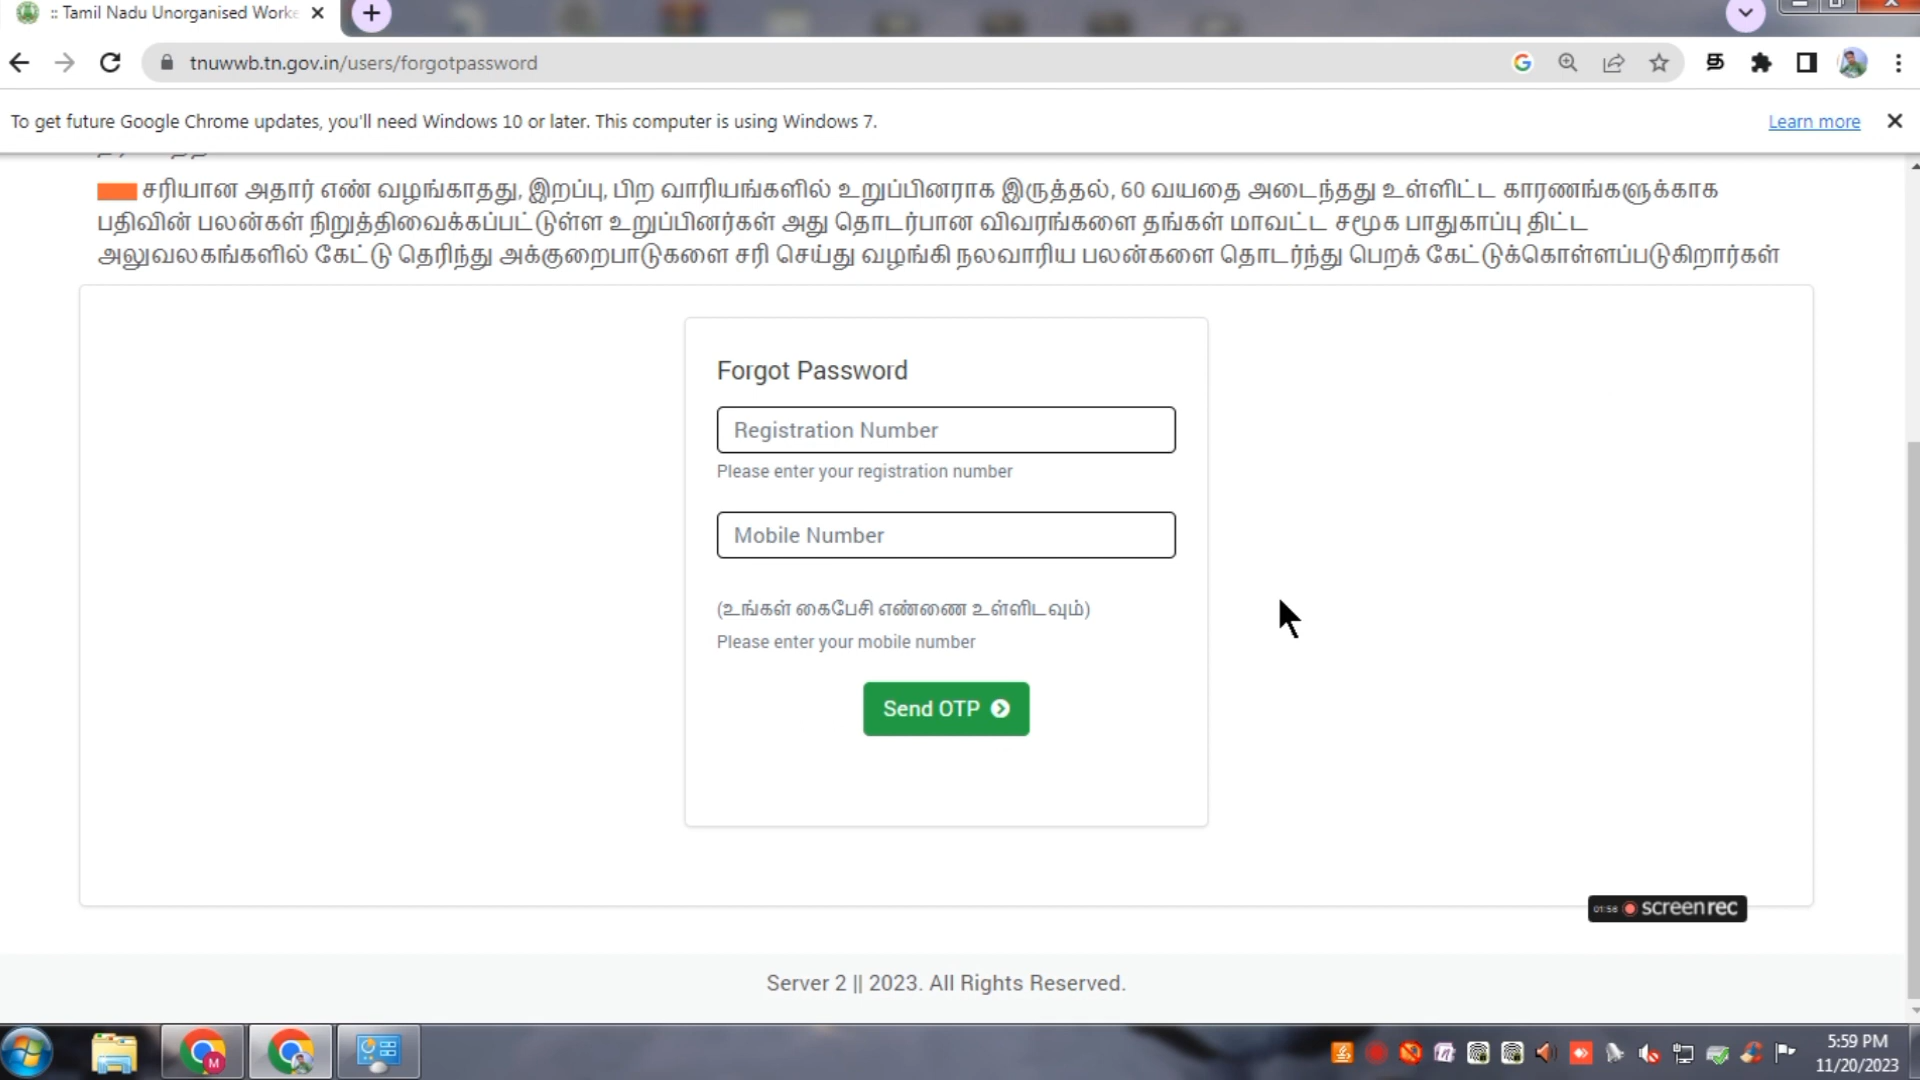 :: Tamil Nadu Unorganised Worke
tnuwwb.tn.gov.in/users/forgotpassword
To get future Google Chrome updates, you'll need Windows 10 or later. This computer is using Windows 7.
Learn more
சரியான அதார் எண் வழங்காதது, இறப்பு, பிற வாரியங்களில் உறுப்பினராக இருத்தல், 60 வயதை அடைந்தது உள்ளிட்ட காரணங்களுக்காக
பதிவின் பலன்கள் நிறுத்திவைக்கப்பட்டுள்ள உறுப்பினர்கள் அது தொடர்பான விவரங்களை தங்கள் மாவட்ட சமூக பாதுகாப்பு திட்ட
அலுவலகங்களில் கேட்டு தெரிந்து அக்குறைபாடுகளை சரி செய்து வழங்கி நலவாரிய பலன்களை தொடர்ந்து பெறக் கேட்டுக்கொள்ளப்படுகிறார்கள்
Forgot Password
Registration Number
Please enter your registration number
Mobile Number
(உங்கள் கைபேசி எண்ணை உள்ளிடவும்)
Please enter your mobile number
Send OTP
01:58 screenrec
Server 2 || 2023. All Rights Reserved.
5:59 PM
11/20/2023